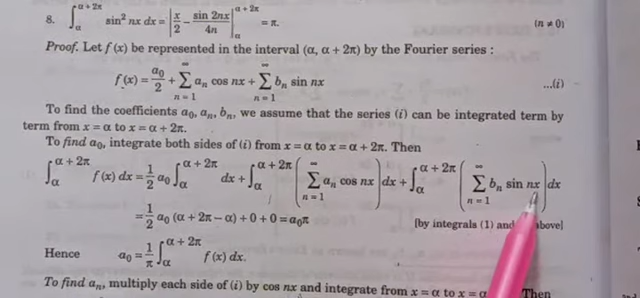 8. ∫_α^{α + 2π} sin² nx dx = |x/2 − sin 2nx/4n|_α^{α + 2π} = π. (n ≠ 0)
Proof. Let f (x) be represented in the interval (α, α + 2π) by the Fourier series :
f(x) = a₀/2 + Σ_{n = 1}^∞ aₙ cos nx + Σ_{n = 1}^∞ bₙ sin nx ...(i)
To find the coefficients a₀, aₙ, bₙ, we assume that the series (i) can be integrated term by
term from x = α to x = α + 2π.
To find a₀, integrate both sides of (i) from x = α to x = α + 2π. Then
∫_α^{α + 2π} f(x) dx = 1/2 a₀ ∫_α^{α + 2π} dx + ∫_α^{α + 2π} (Σ_{n = 1}^∞ aₙ cos nx) dx + ∫_α^{α + 2π} (Σ_{n = 1}^∞ bₙ sin nx) dx
= 1/2 a₀ (α + 2π − α) + 0 + 0 = a₀π [by integrals (1) and above]
Hence a₀ = 1/π ∫_α^{α + 2π} f (x) dx.
To find aₙ, multiply each side of (i) by cos nx and integrate from x = α to x = α Then